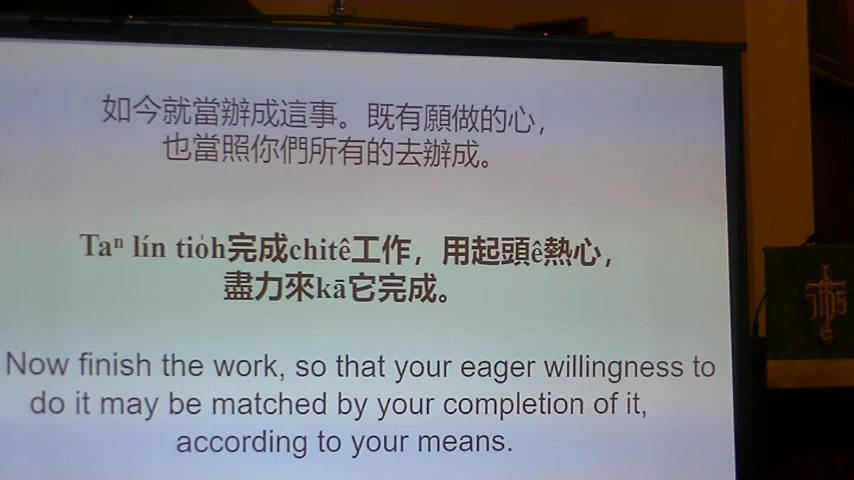 如今就當辦成這事。既有願做的心，
也當照你們所有的去辦成。
Taⁿ lín tio̍h完成chitê工作，用起頭ê熱心，
盡力來kā它完成。
Now finish the work, so that your eager willingness to
do it may be matched by your completion of it,
according to your means.
IHS